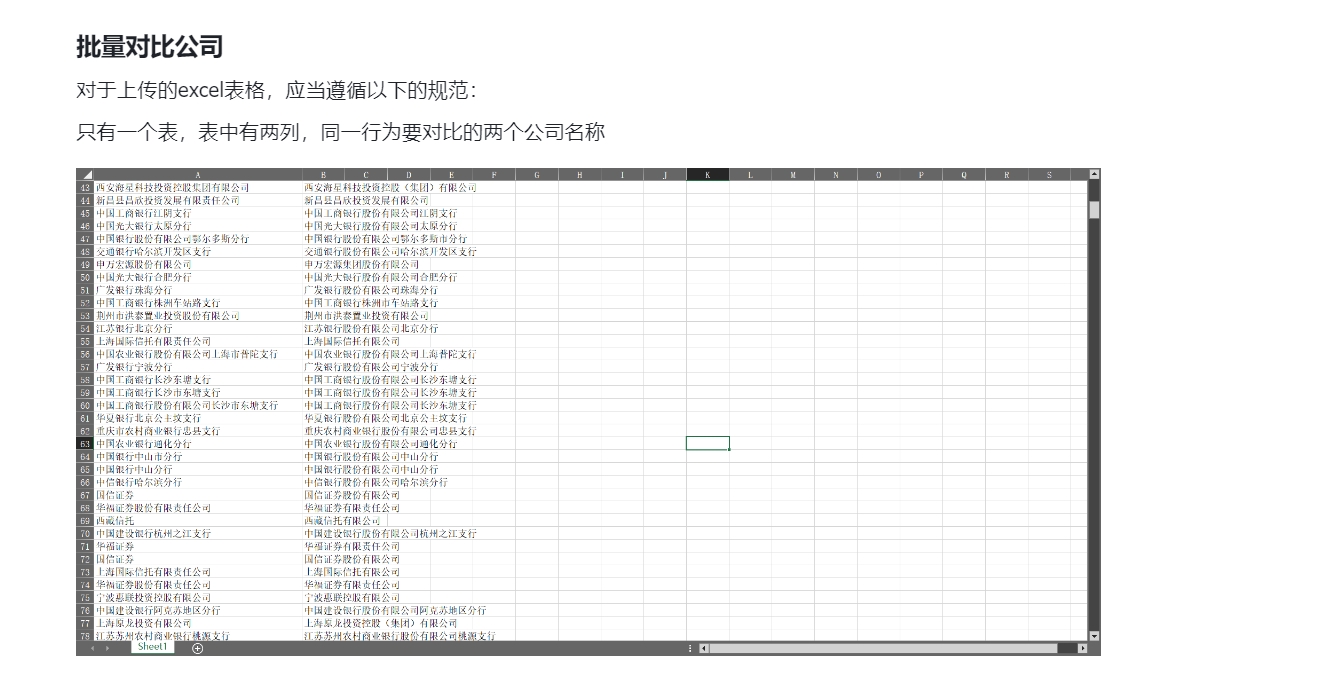 批量对比公司
对于上传的excel表格，应当遵循以下的规范：
只有一个表，表中有两列，同一行为要对比的两个公司名称
A B C D E F G H I J K L M N O P Q R S
43 西安海星科技投资控股集团有限公司 西安海星科技投资控股（集团）有限公司
44 新昌县昌欣投资发展有限责任公司 新昌县昌欣投资发展有限公司
45 中国工商银行江阴支行 中国工商银行股份有限公司江阴支行
46 中国光大银行太原分行 中国光大银行股份有限公司太原分行
47 中国银行股份有限公司鄂尔多斯分行 中国银行股份有限公司鄂尔多斯市分行
48 交通银行哈尔滨开发区支行 交通银行股份有限公司哈尔滨开发区支行
49 申万宏源股份有限公司 申万宏源集团股份有限公司
50 中国光大银行合肥分行 中国光大银行股份有限公司合肥分行
51 广发银行珠海分行 广发银行股份有限公司珠海分行
52 中国工商银行株洲车站路支行 中国工商银行株洲市车站路支行
53 荆州市洪泰置业投资股份有限公司 荆州市洪泰置业投资有限公司
54 江苏银行北京分行 江苏银行股份有限公司北京分行
55 上海国际信托有限责任公司 上海国际信托有限公司
56 中国农业银行股份有限公司上海市普陀支行 中国农业银行股份有限公司上海普陀支行
57 广发银行宁波分行 广发银行股份有限公司宁波分行
58 中国工商银行长沙东塘支行 中国工商银行股份有限公司长沙东塘支行
59 中国工商银行长沙市东塘支行 中国工商银行股份有限公司长沙东塘支行
60 中国工商银行股份有限公司长沙市东塘支行 中国工商银行股份有限公司长沙东塘支行
61 华夏银行北京公主坟支行 华夏银行股份有限公司北京公主坟支行
62 重庆市农村商业银行忠县支行 重庆农村商业银行股份有限公司忠县支行
63 中国农业银行通化分行 中国农业银行股份有限公司通化分行
64 中国银行中山市分行 中国银行股份有限公司中山分行
65 中国银行中山分行 中国银行股份有限公司中山分行
66 中信银行哈尔滨分行 中信银行股份有限公司哈尔滨分行
67 国信证券 国信证券股份有限公司
68 华福证券股份有限责任公司 华福证券有限责任公司
69 西藏信托 西藏信托有限公司
70 中国建设银行杭州之江支行 中国建设银行股份有限公司杭州之江支行
71 华福证券 华福证券有限责任公司
72 国信证券 国信证券股份有限公司
73 上海国际信托有限责任公司 上海国际信托有限公司
74 华福证券股份有限责任公司 华福证券有限责任公司
75 宁波惠联投资控股有限公司 宁波惠联控股有限公司
76 中国建设银行阿克苏地区分行 中国建设银行股份有限公司阿克苏地区分行
77 上海原龙投资有限公司 上海原龙投资控股（集团）有限公司
78 江苏苏州农村商业银行桃源支行 江苏苏州农村商业银行股份有限公司桃源支行
Sheet1